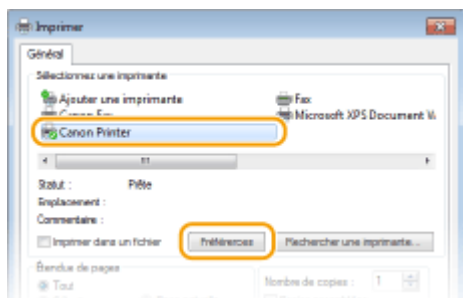 Imprimer
Général
Sélectionnez une imprimante
Ajouter une imprimante
Fax
Canon Fax
Microsoft XPS Document
Canon Printer
Statut : Prête
Emplacement :
Commentaire :
Imprimer dans un fichier
Préférences
Rechercher une imprimante...
Étendue de pages
Tout
Nombre de copies : 1